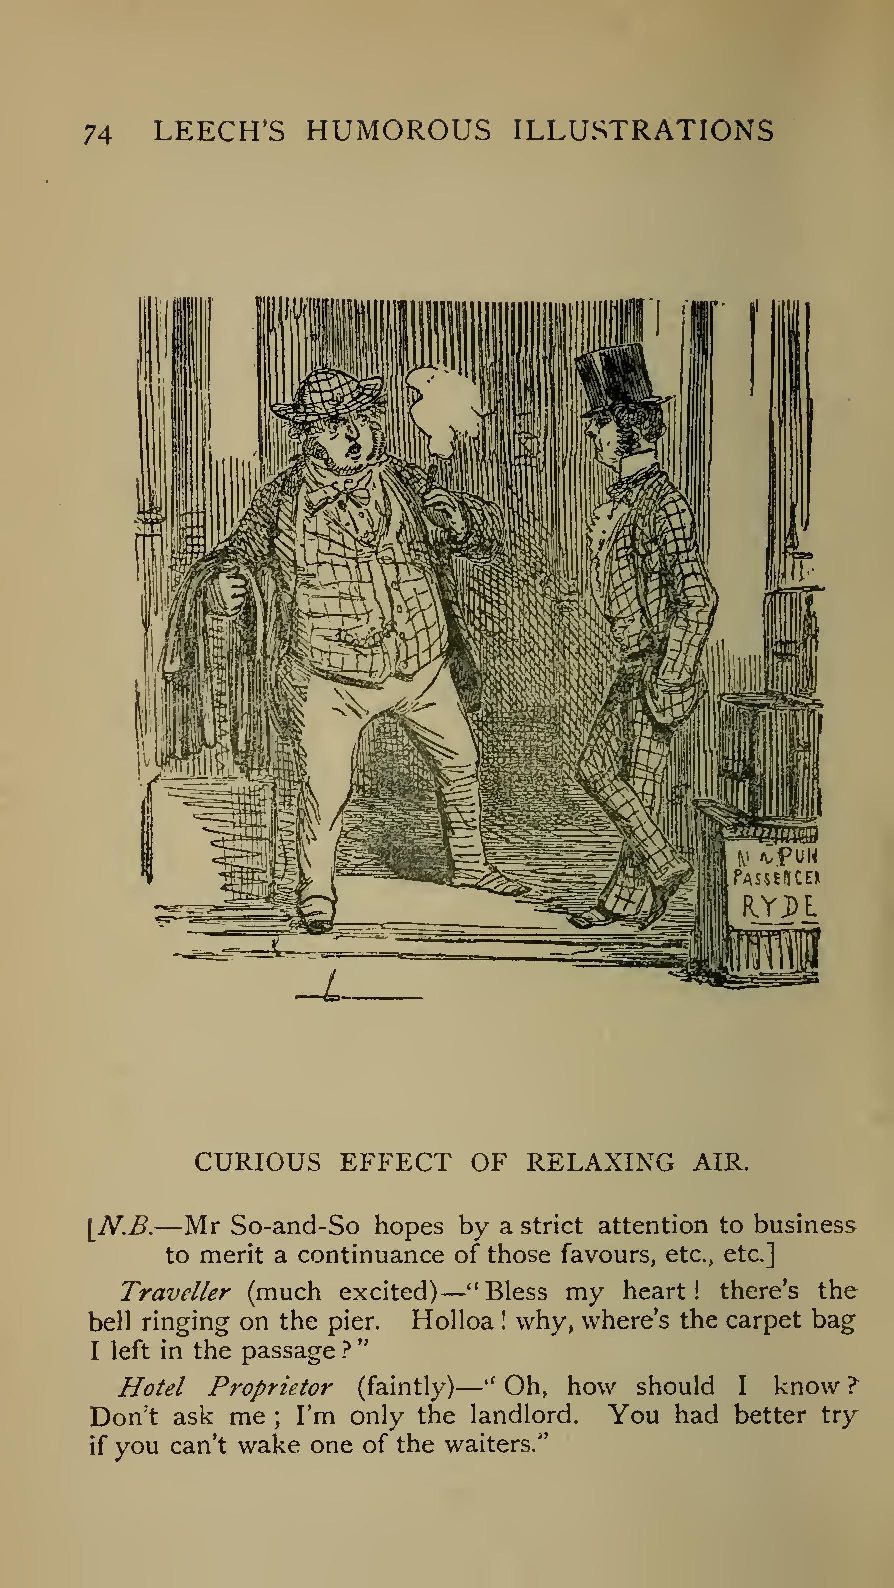 74 LEECH'S HUMOROUS ILLUSTRATIONS
PASSENGER
RYDE
L
CURIOUS EFFECT OF RELAXING AIR.
[N.B.—Mr So-and-So hopes by a strict attention to business
to merit a continuance of those favours, etc., etc.]
Traveller (much excited)—"Bless my heart! there's the
bell ringing on the pier. Holloa! why, where's the carpet bag
I left in the passage?"
Hotel Proprietor (faintly)—"Oh, how should I know?
Don't ask me; I'm only the landlord. You had better try
if you can't wake one of the waiters."